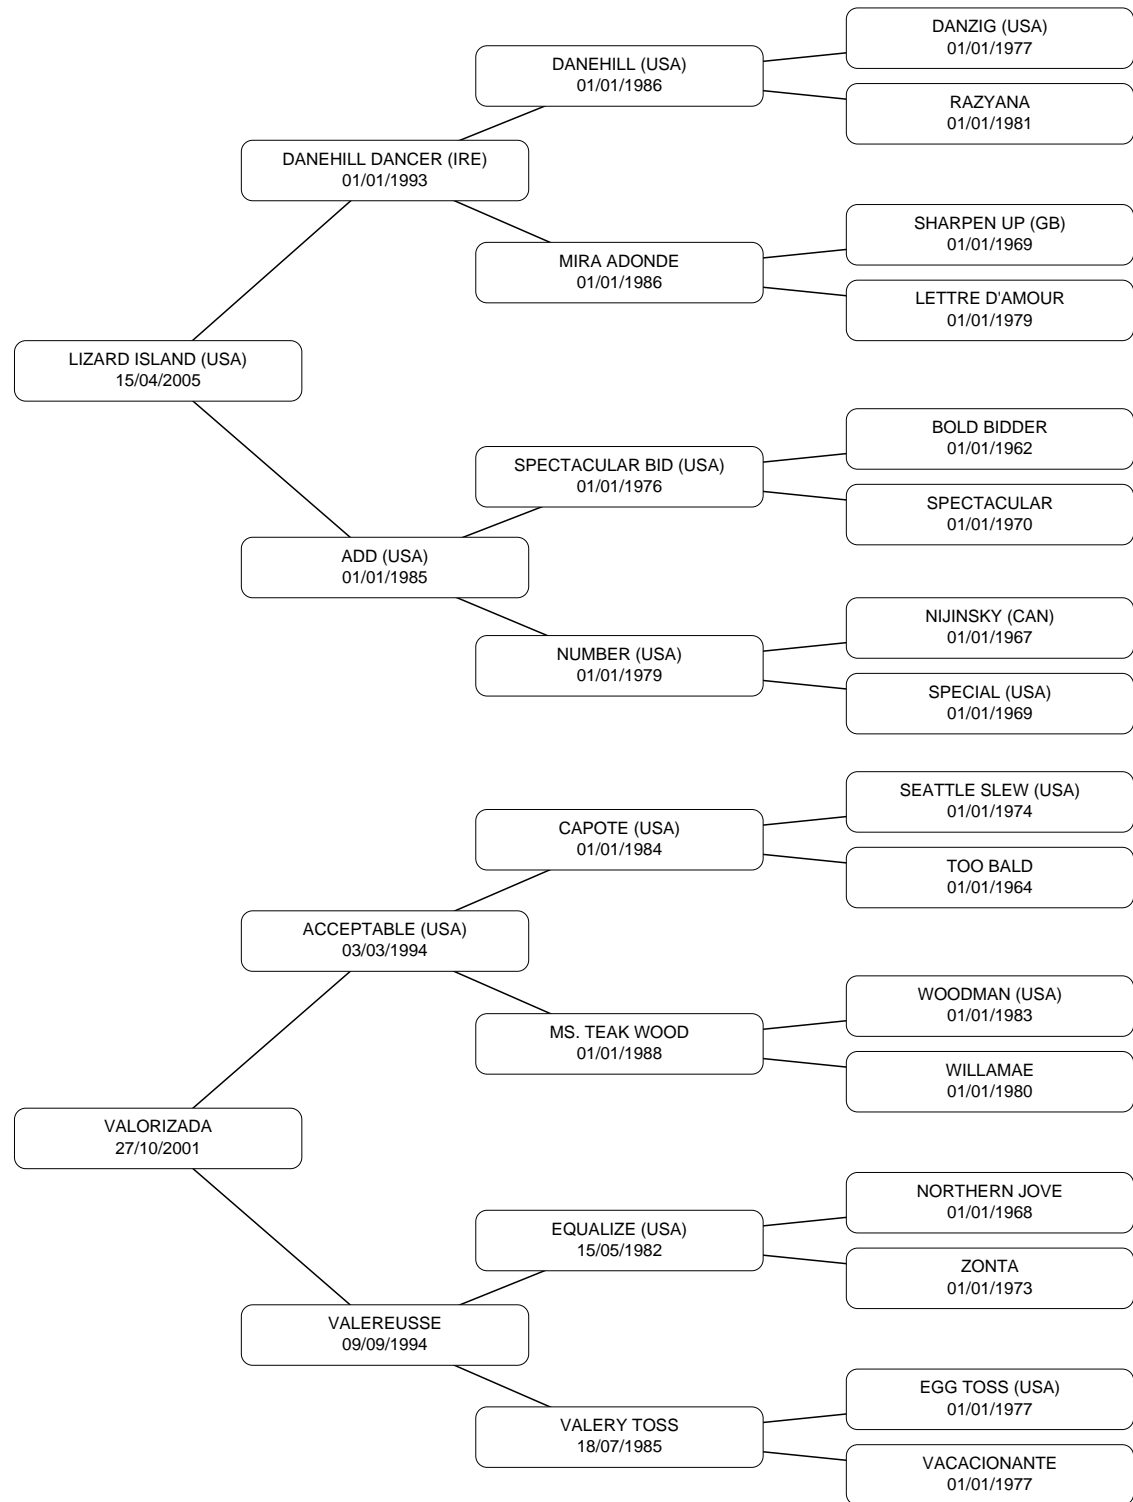 DANZIG (USA)
01/01/1977
DANEHILL (USA)
01/01/1986
RAZYANA
01/01/1981
DANEHILL DANCER (IRE)
01/01/1993
SHARPEN UP (GB)
01/01/1969
MIRA ADONDE
01/01/1986
LETTRE D'AMOUR
01/01/1979
LIZARD ISLAND (USA)
15/04/2005
BOLD BIDDER
01/01/1962
SPECTACULAR BID (USA)
01/01/1976
SPECTACULAR
01/01/1970
ADD (USA)
01/01/1985
NIJINSKY (CAN)
01/01/1967
NUMBER (USA)
01/01/1979
SPECIAL (USA)
01/01/1969
SEATTLE SLEW (USA)
01/01/1974
CAPOTE (USA)
01/01/1984
TOO BALD
01/01/1964
ACCEPTABLE (USA)
03/03/1994
WOODMAN (USA)
01/01/1983
MS. TEAK WOOD
01/01/1988
WILLAMAE
01/01/1980
VALORIZADA
27/10/2001
NORTHERN JOVE
01/01/1968
EQUALIZE (USA)
15/05/1982
ZONTA
01/01/1973
VALEREUSSE
09/09/1994
EGG TOSS (USA)
01/01/1977
VALERY TOSS
18/07/1985
VACACIONANTE
01/01/1977